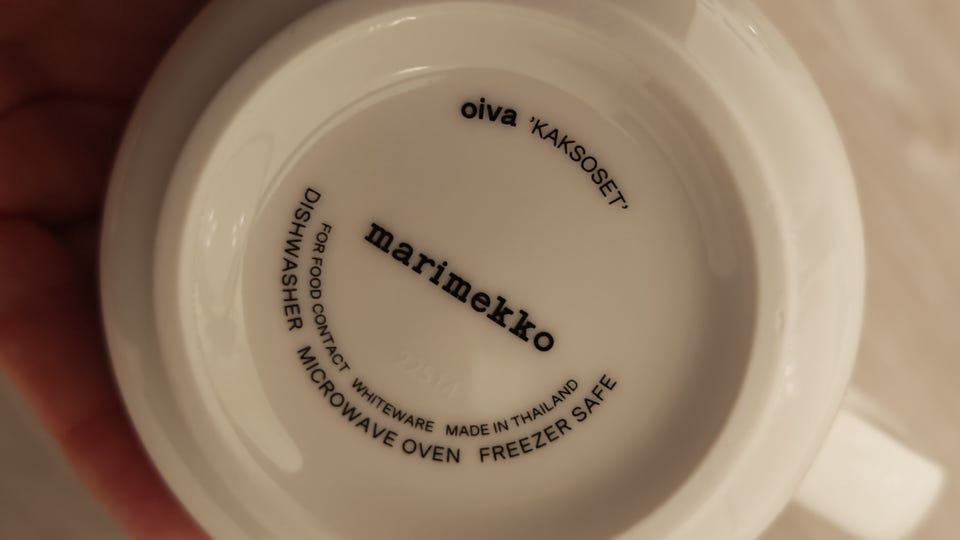 oiva 'KAKSOSET'
marimekko
FOR FOOD CONTACT WHITEWARE MADE IN THAILAND
DISHWASHER MICROWAVE OVEN FREEZER SAFE